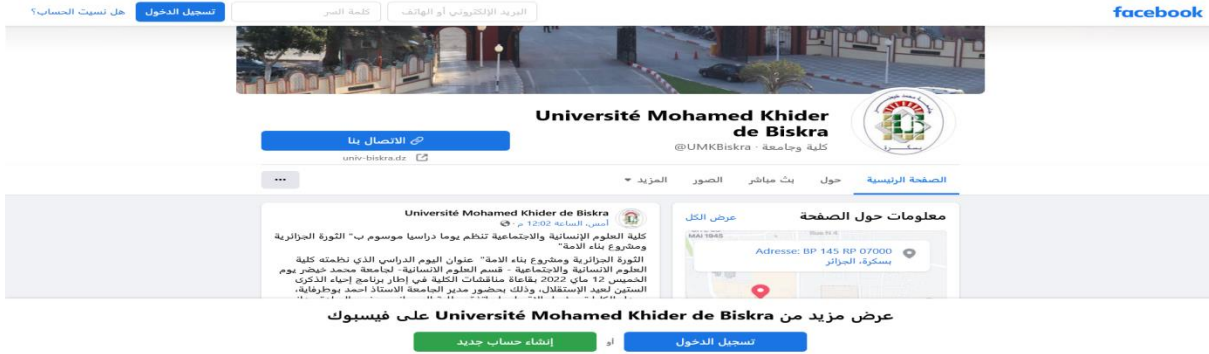 facebook
البريد الإلكتروني أو الهاتف
كلمة السر
تسجيل الدخول
هل نسيت الحساب؟
Université Mohamed Khider
de Biskra
@UMKBiskra · كلية وجامعة
الاتصال بنا
univ-biskra.dz
الصفحة الرئيسية
حول
بث مباشر
الصور
المزيد
معلومات حول الصفحة
عرض الكل
MAI 1945
Adresse: BP 145 RP 07000
بسكرة، الجزائر
Université Mohamed Khider de Biskra
أمس، الساعة 12:02 م
كلية العلوم الإنسانية والاجتماعية تنظم يوما دراسيا موسوم ب" الثورة الجزائرية
ومشروع بناء الامة"
الثورة الجزائرية ومشروع بناء الامة" عنوان اليوم الدراسي الذي نظمته كلية
العلوم الانسانية والاجتماعية - قسم العلوم الانسانية- لجامعة محمد خيضر يوم
الخميس 12 ماي 2022 بقاعاة مناقشات الكلية في إطار برنامج إحياء الذكرى
الستين لعيد الإستقلال، وذلك بحضور مدير الجامعة الاستاذ احمد بوطرفاية،
عرض مزيد من Université Mohamed Khider de Biskra على فيسبوك
تسجيل الدخول
او
إنشاء حساب جديد